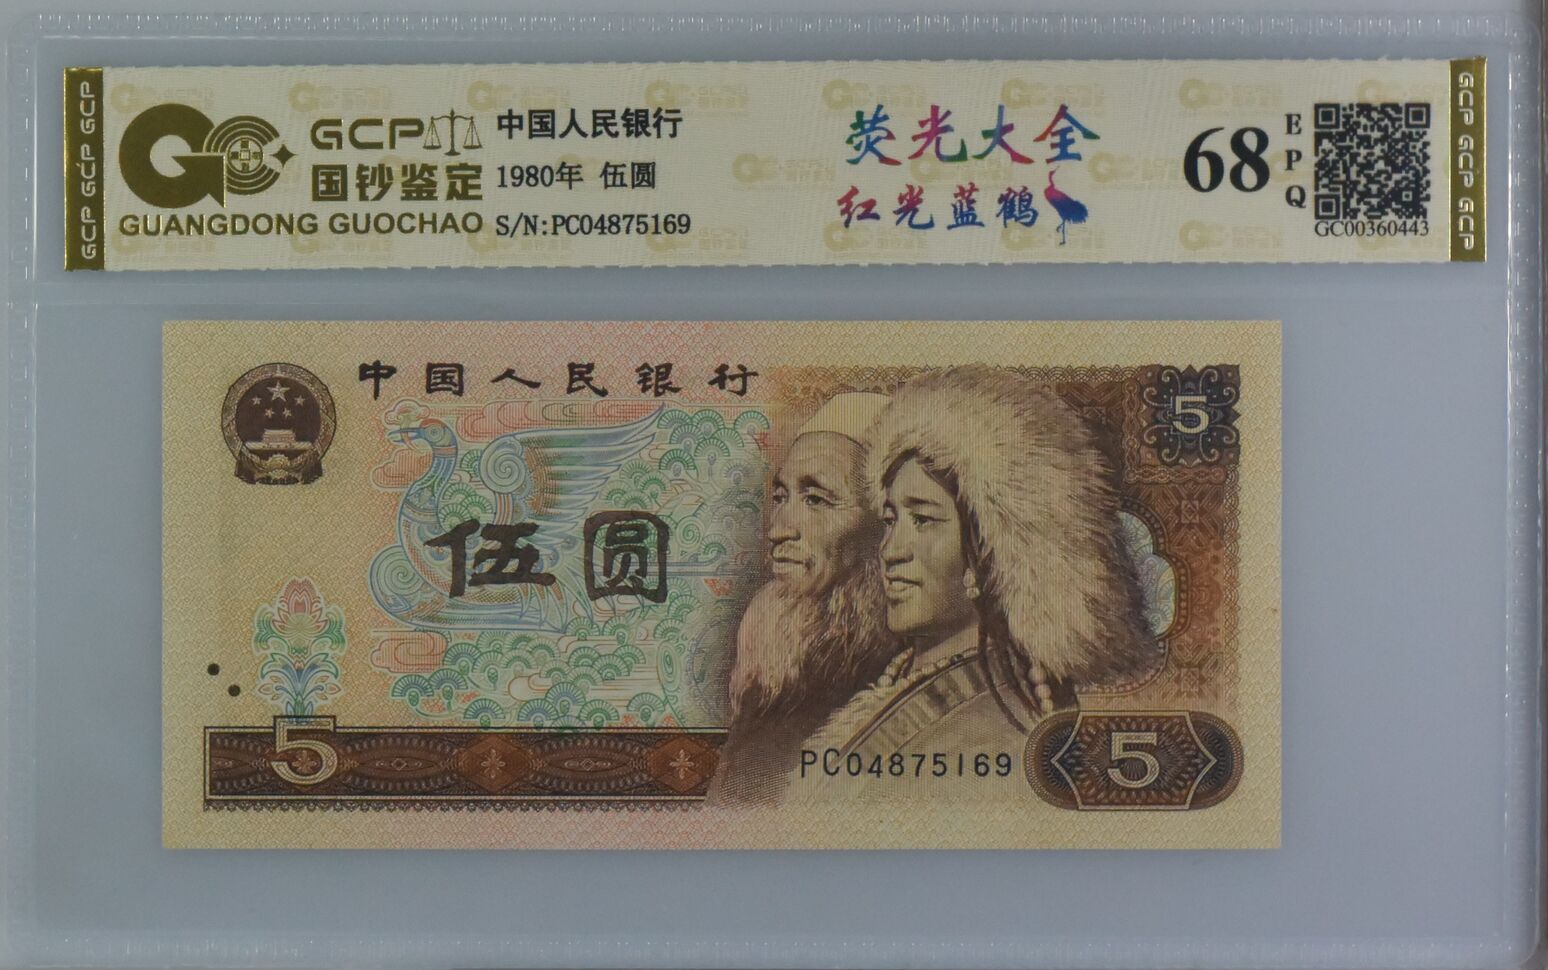 GCP GCP GCP
GCP
国钞鉴定
GUANGDONG GUOCHAO
中国人民银行
1980年 伍圆
S/N:PC04875169
荧光大全
红光蓝鹤
68
EPQ
GC00360443
GCP GCP GCP
中国人民银行
5
伍圆
5
PC04875169
5